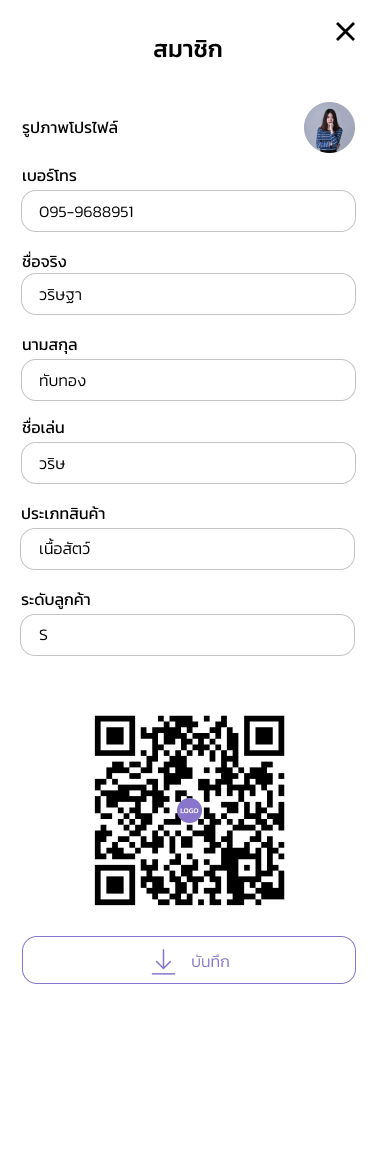 สมาชิก
รูปภาพโปรไฟล์
เบอร์โทร
095-9688951
ชื่อจริง
วริษฐา
นามสกุล
ทับทอง
ชื่อเล่น
วริษ
ประเภทสินค้า
เนื้อสัตว์
ระดับลูกค้า
S
LOGO
บันทึก